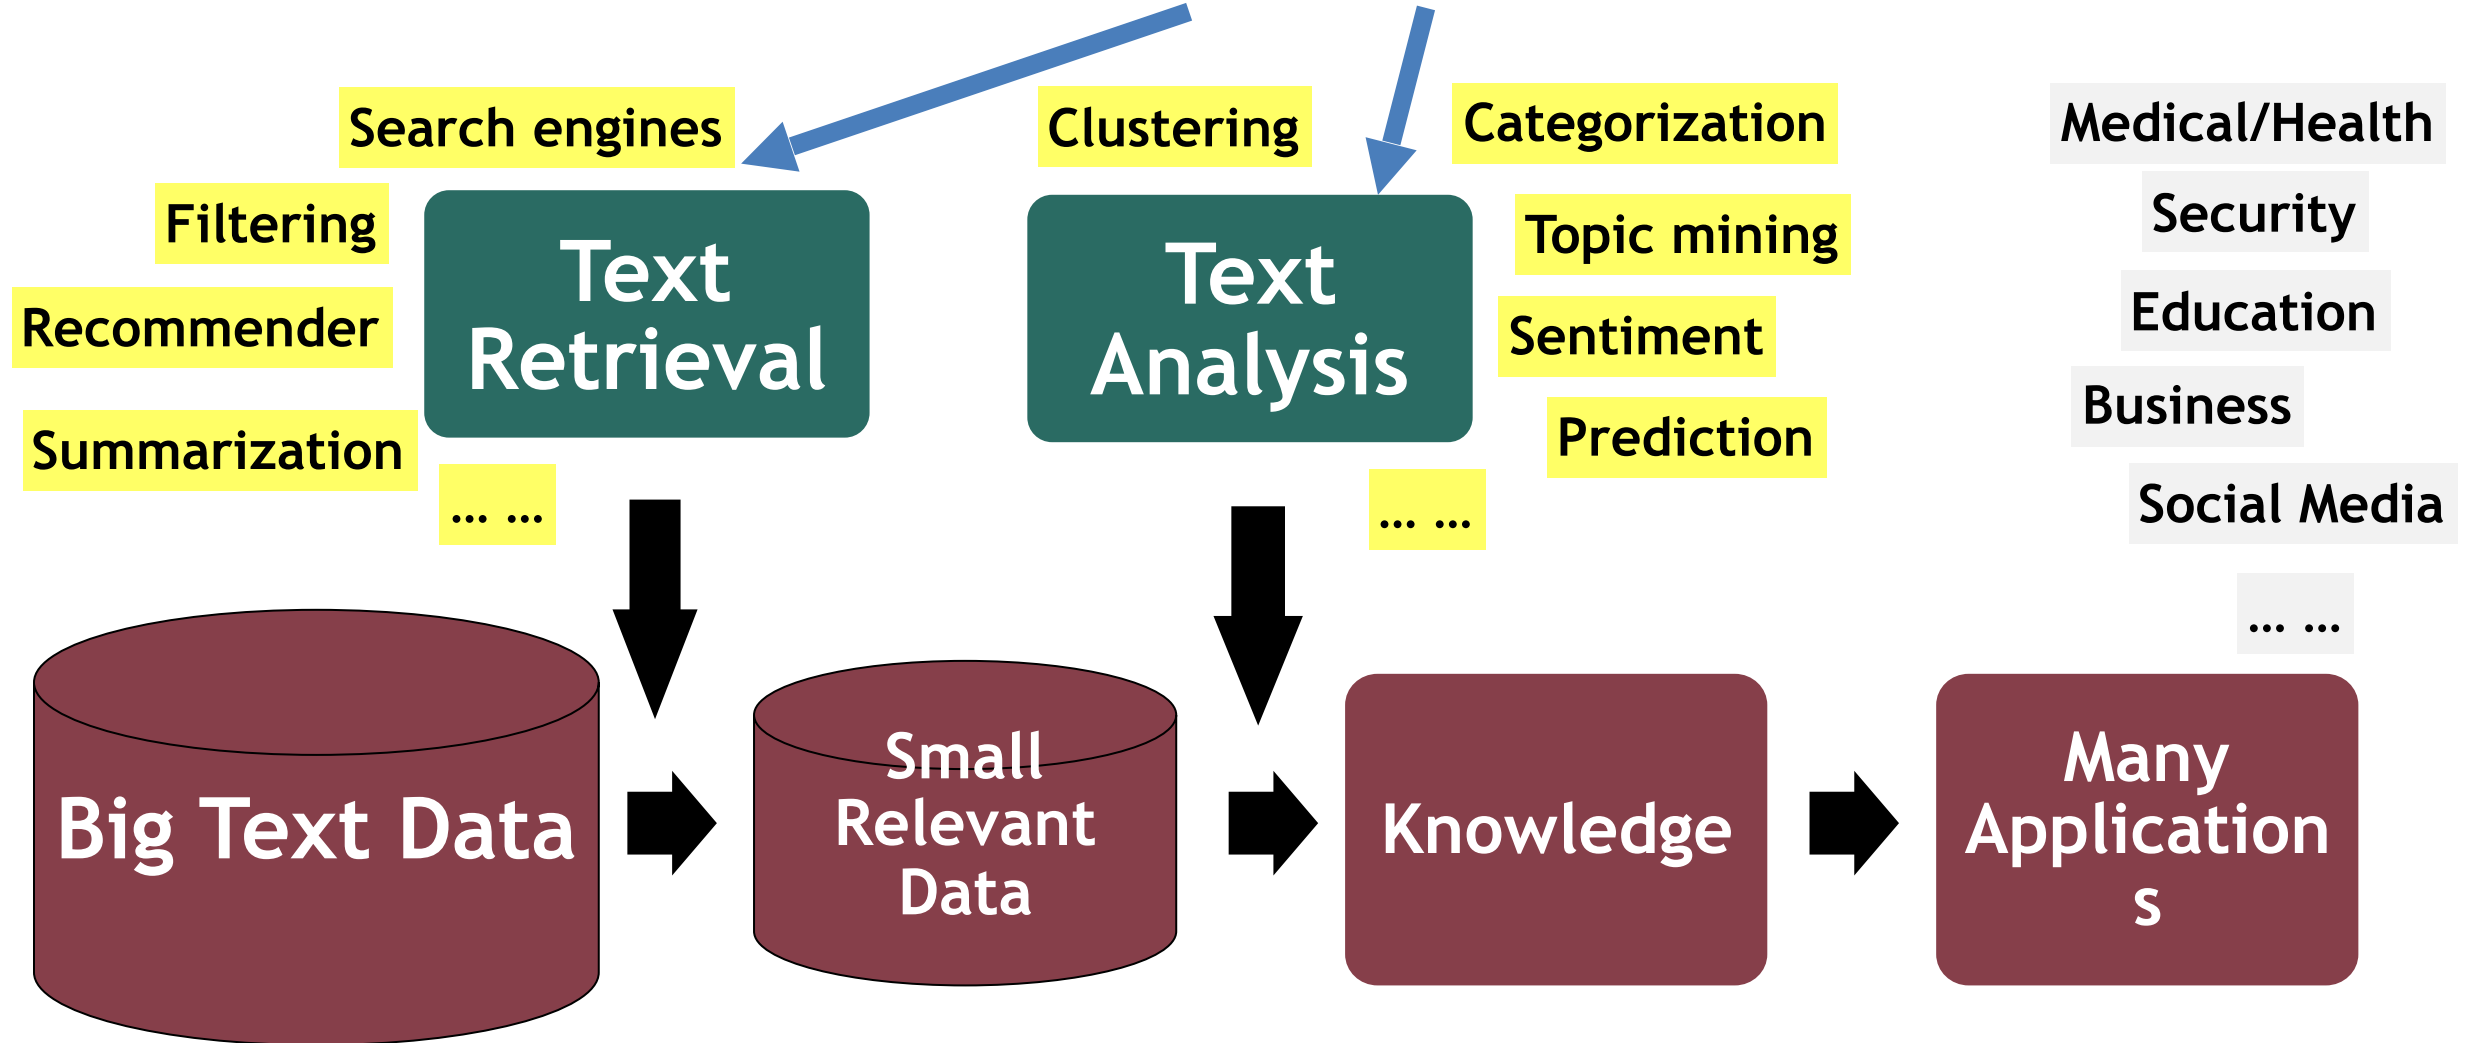 Search engines
Filtering
Recommender
Summarization
... ...
Text
Retrieval
Clustering
Categorization
Text
Analysis
Topic mining
Sentiment
Prediction
... ...
Medical/Health
Security
Education
Business
Social Media
... ...
Big Text Data
Small
Relevant
Data
Knowledge
Many
Application
s